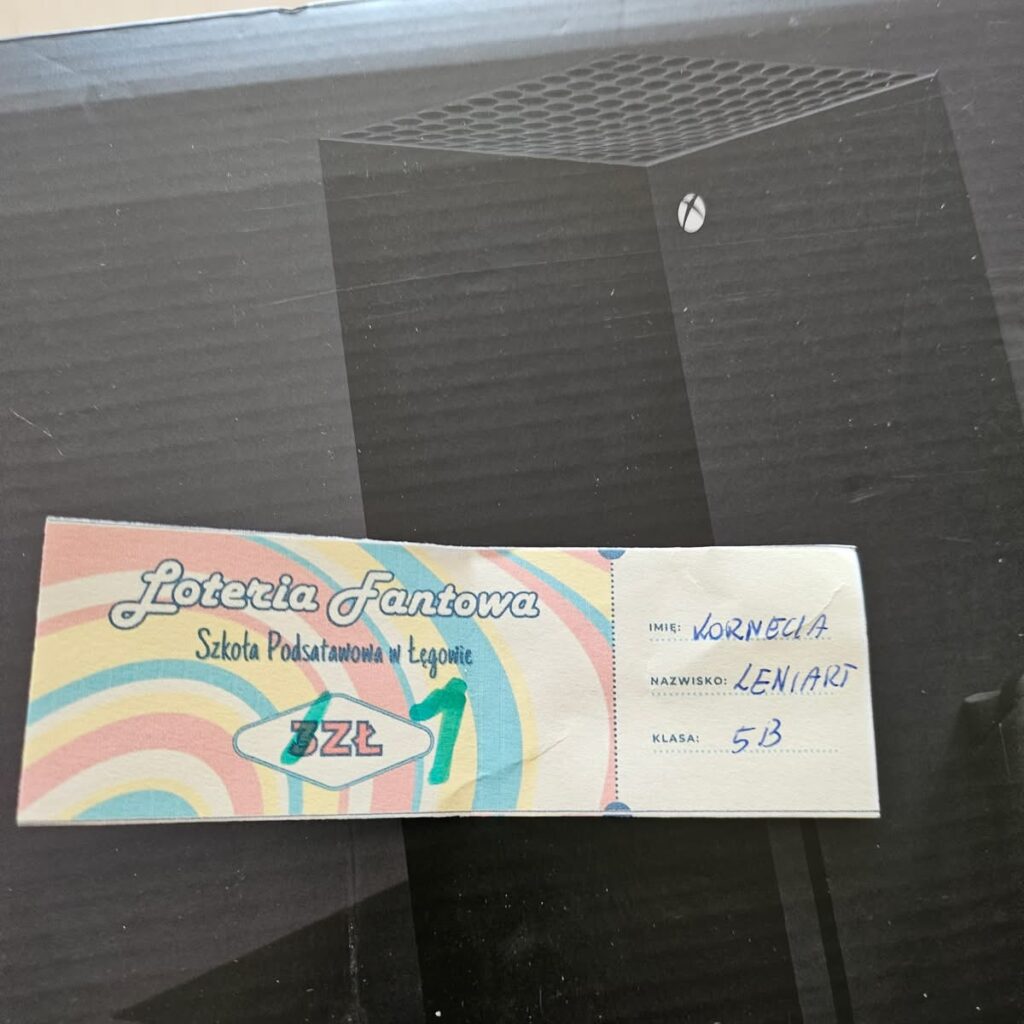 Loteria Fantowa
Szkoła Podsatawowa w Łęgowie
3ZŁ 1
IMIĘ: KORNELIA
NAZWISKO: LENIART
KLASA: 5B